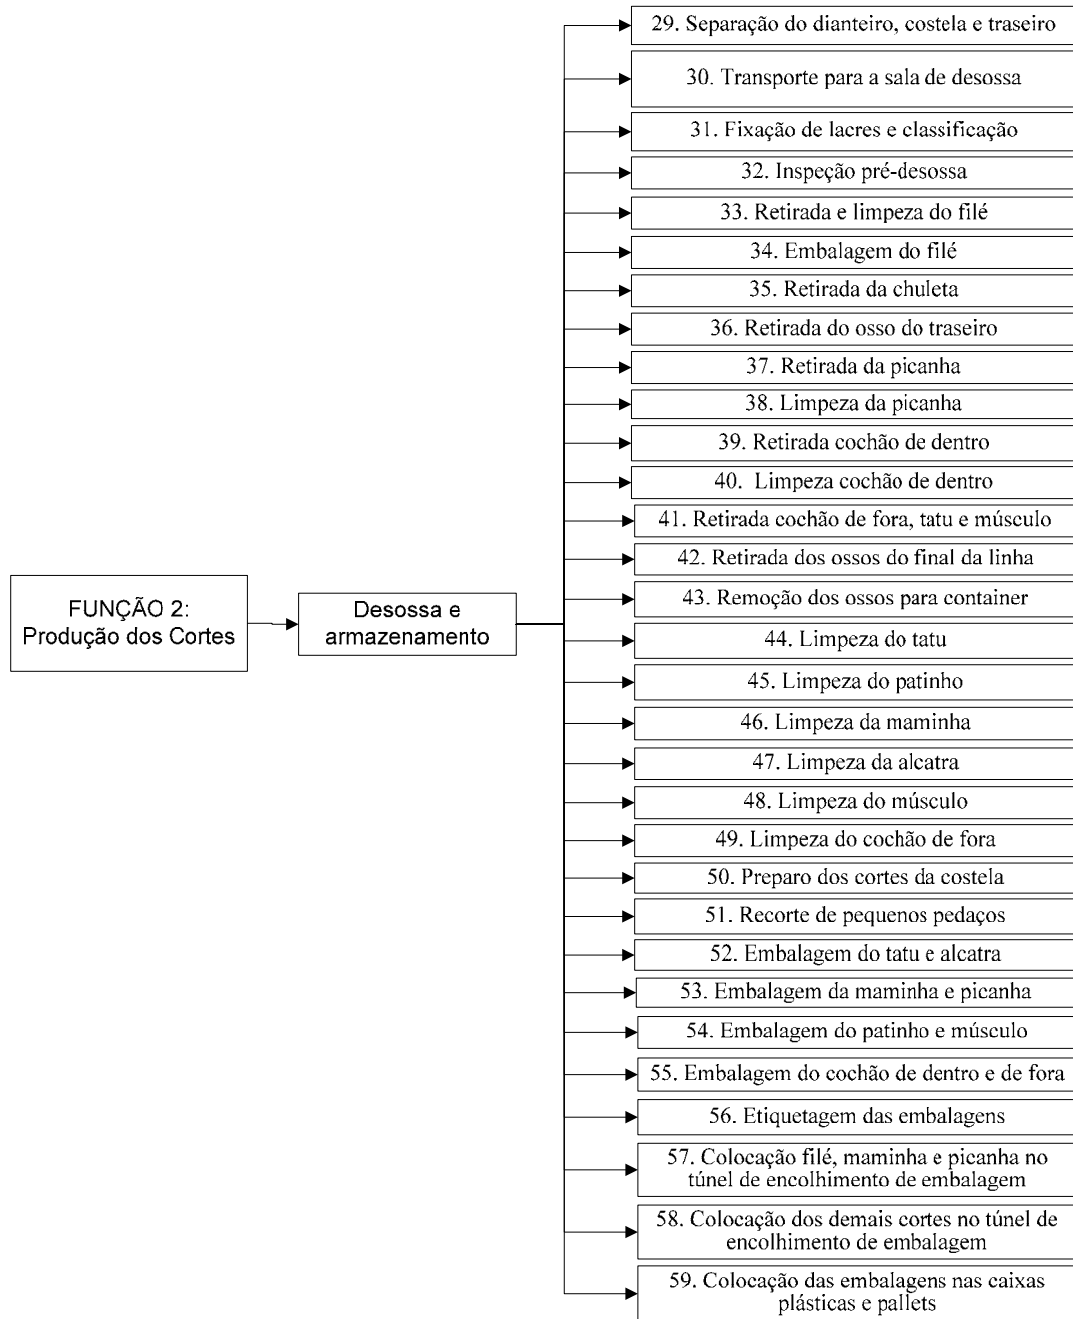 FUNÇÃO 2:
Produção dos Cortes
Desossa e
armazenamento
29. Separação do dianteiro, costela e traseiro
30. Transporte para a sala de desossa
31. Fixação de lacres e classificação
32. Inspeção pré-desossa
33. Retirada e limpeza do filé
34. Embalagem do filé
35. Retirada da chuleta
36. Retirada do osso do traseiro
37. Retirada da picanha
38. Limpeza da picanha
39. Retirada cochão de dentro
40. Limpeza cochão de dentro
41. Retirada cochão de fora, tatu e músculo
42. Retirada dos ossos do final da linha
43. Remoção dos ossos para container
44. Limpeza do tatu
45. Limpeza do patinho
46. Limpeza da maminha
47. Limpeza da alcatra
48. Limpeza do músculo
49. Limpeza do cochão de fora
50. Preparo dos cortes da costela
51. Recorte de pequenos pedaços
52. Embalagem do tatu e alcatra
53. Embalagem da maminha e picanha
54. Embalagem do patinho e músculo
55. Embalagem do cochão de dentro e de fora
56. Etiquetagem das embalagens
57. Colocação filé, maminha e picanha no
túnel de encolhimento de embalagem
58. Colocação dos demais cortes no túnel de
encolhimento de embalagem
59. Colocação das embalagens nas caixas
plásticas e pallets